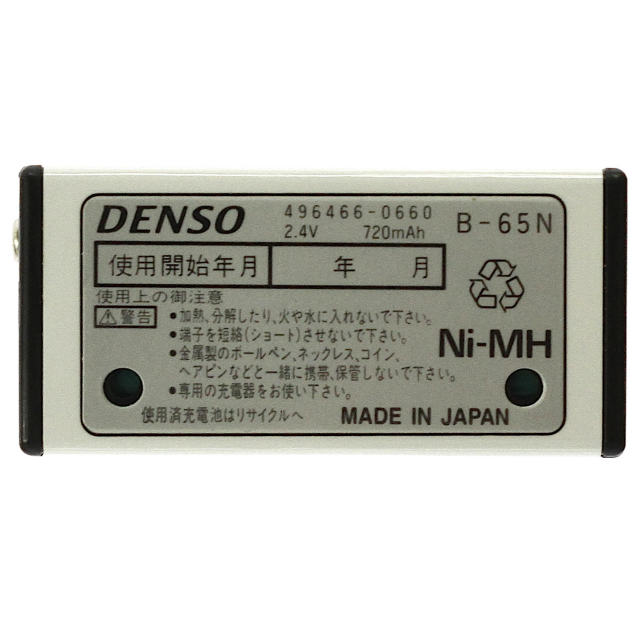 DENSO 496466-0660 B-65N
2.4V 720mAh
使用開始年月 年 月
使用上の御注意
⚠警告 •加熱、分解したり、火や水に入れないで下さい。
•端子を短絡(ショート)させないで下さい。
•金属製のボールペン、ネックレス、コイン、
ヘアピンなどと一緒に携帯、保管しないで下さい。
•専用の充電器をお使い下さい。
Ni-MH
使用済充電池はリサイクルへ MADE IN JAPAN